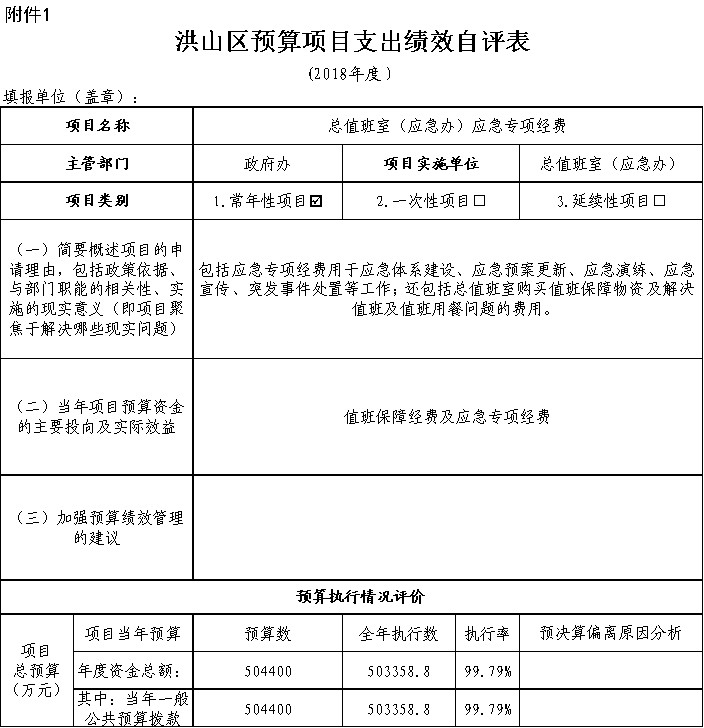 附件1
洪山区预算项目支出绩效自评表
(2018年度)
填报单位（盖章）:
项目名称 总值班室（应急办）应急专项经费
主管部门 政府办 项目实施单位 总值班室（应急办）
项目类别 1.常年性项目☑ 2.一次性项目□ 3.延续性项目□
（一）简要概述项目的申
请理由，包括政策依据、
与部门职能的相关性、实
施的现实意义（即项目聚
焦于解决哪些现实问题）
包括应急专项经费用于应急体系建设、应急预案更新、应急演练、应急
宣传、突发事件处置等工作；还包括总值班室购买值班保障物资及解决
值班及值班用餐问题的费用。
（二）当年项目预算资金
的主要投向及实际效益
值班保障经费及应急专项经费
（三）加强预算绩效管理
的建议
预算执行情况评价
项目
总预算
（万元）
项目当年预算 预算数 全年执行数 执行率 预决算偏离原因分析
年度资金总额： 504400 503358.8 99.79%
其中：当年一般
公共预算拨款 504400 503358.8 99.79%